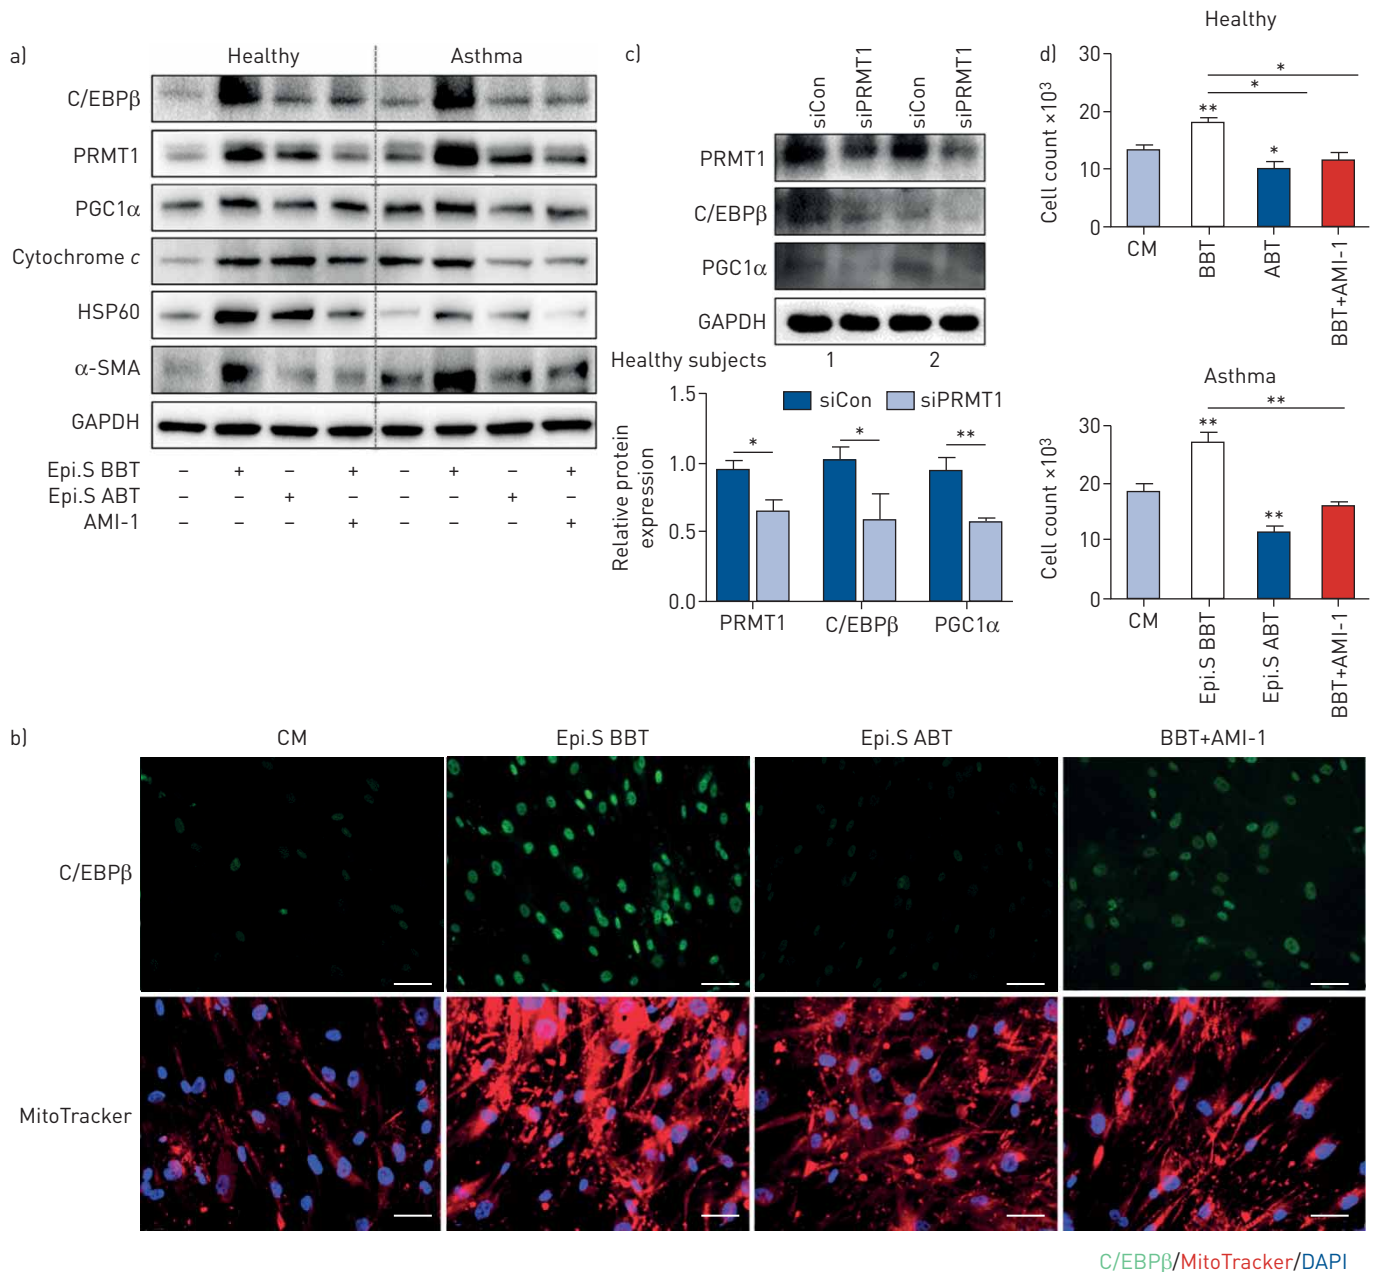 a)
Healthy Asthma
C/EBPβ
PRMT1
PGC1α
Cytochrome c
HSP60
α-SMA
GAPDH
Epi.S BBT – + – + – + – +
Epi.S ABT – – + – – – + –
AMI-1 – – – + – – – +
c)
siCon siPRMT1 siCon siPRMT1
PRMT1
C/EBPβ
PGC1α
GAPDH
Healthy subjects 1 2
Relative protein
expression
1.5
1.0
0.5
0.0
siCon siPRMT1
* * **
PRMT1 C/EBPβ PGC1α
d)
Healthy
Cell count ×10³
30
20
10
0
*
*
**
*
CM BBT ABT BBT+AMI-1
Asthma
Cell count ×10³
30
20
10
0
**
**
**
CM Epi.S BBT Epi.S ABT BBT+AMI-1
b)
CM Epi.S BBT Epi.S ABT BBT+AMI-1
C/EBPβ
MitoTracker
C/EBPβ/MitoTracker/DAPI